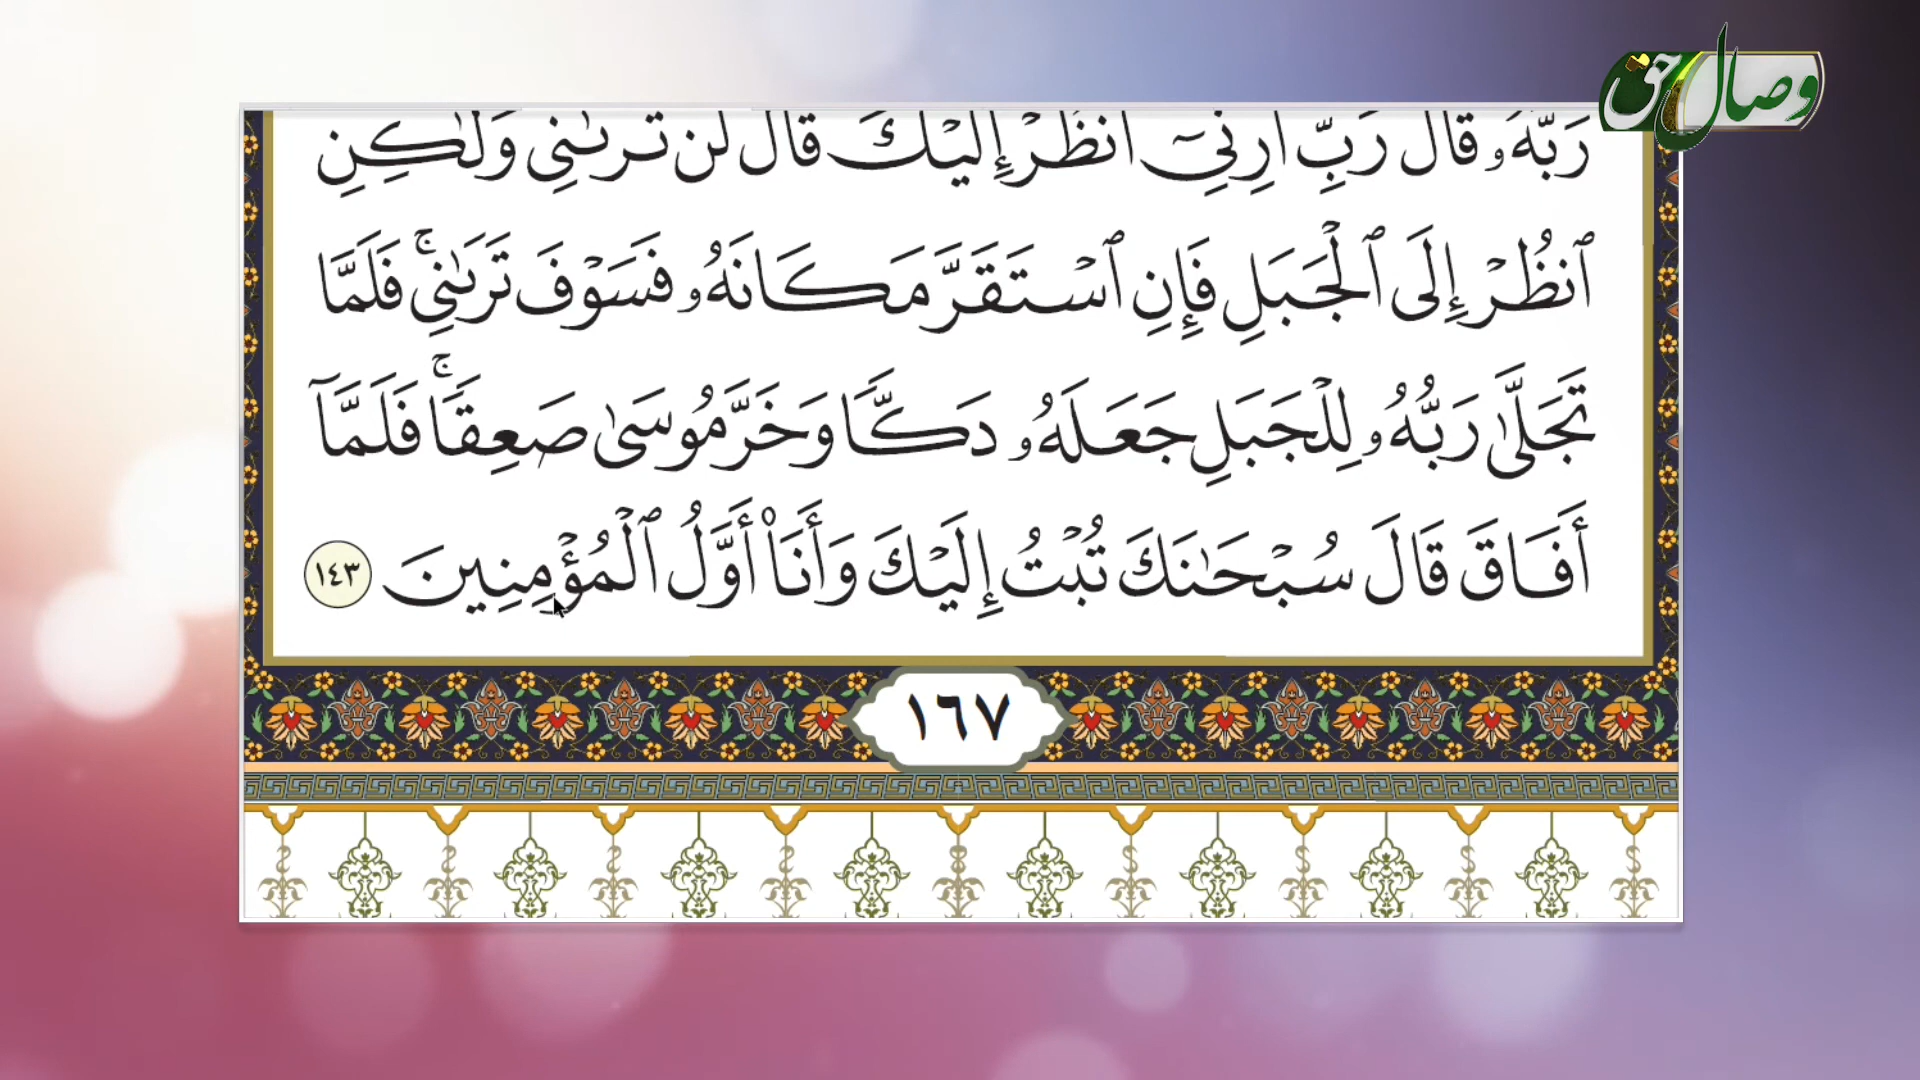 وصال حق
رَبُّهُۥ قَالَ رَبِّ أَرِنِيٓ أَنظُرۡ إِلَيۡكَۚ قَالَ لَن تَرَىٰنِي وَلَٰكِنِ
ٱنظُرۡ إِلَى ٱلۡجَبَلِ فَإِنِ ٱسۡتَقَرَّ مَكَانَهُۥ فَسَوۡفَ تَرَىٰنِيۚ فَلَمَّا
تَجَلَّىٰ رَبُّهُۥ لِلۡجَبَلِ جَعَلَهُۥ دَكّٗا وَخَرَّ مُوسَىٰ صَعِقٗاۚ فَلَمَّآ
أَفَاقَ قَالَ سُبۡحَٰنَكَ تُبۡتُ إِلَيۡكَ وَأَنَا۠ أَوَّلُ ٱلۡمُؤۡمِنِينَ ١٤٣
١٦٧